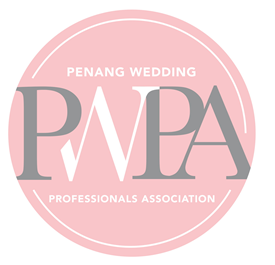 PENANG WEDDING
PWPA
PROFESSIONALS ASSOCIATION